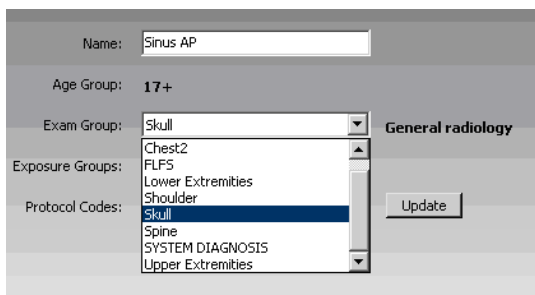 Name: Sinus AP
Age Group: 17+
Exam Group: Skull General radiology
Chest2
Exposure Groups: FLFS
Lower Extremities
Protocol Codes: Shoulder Update
Skull
Spine
SYSTEM DIAGNOSIS
Upper Extremities